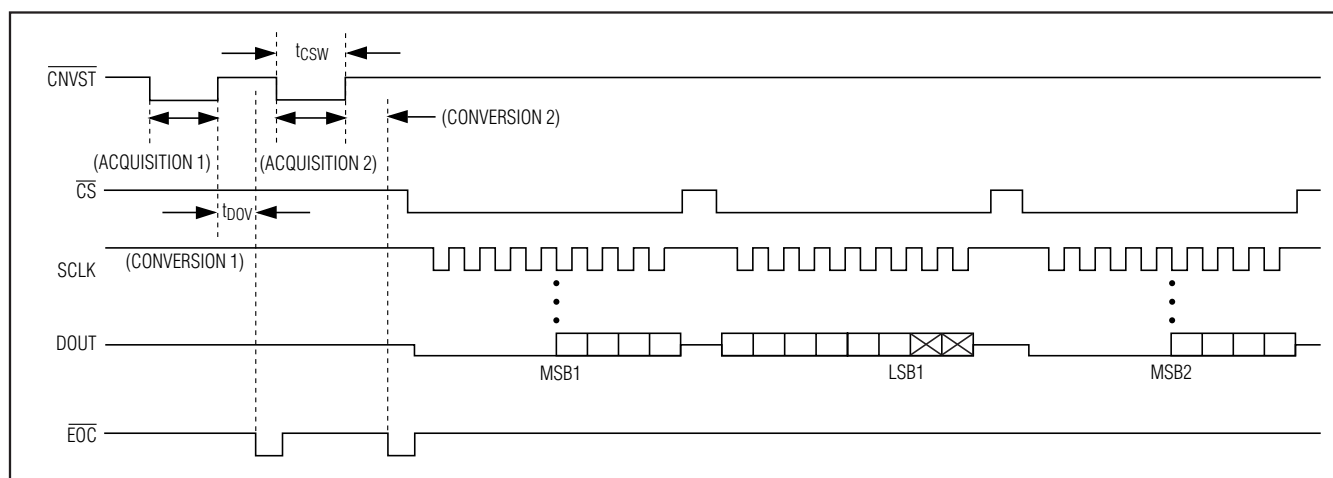 tCSW
CNVST
(CONVERSION 2)
(ACQUISITION 1)
(ACQUISITION 2)
CS
tDOV
(CONVERSION 1)
SCLK
DOUT
MSB1
LSB1
MSB2
EOC